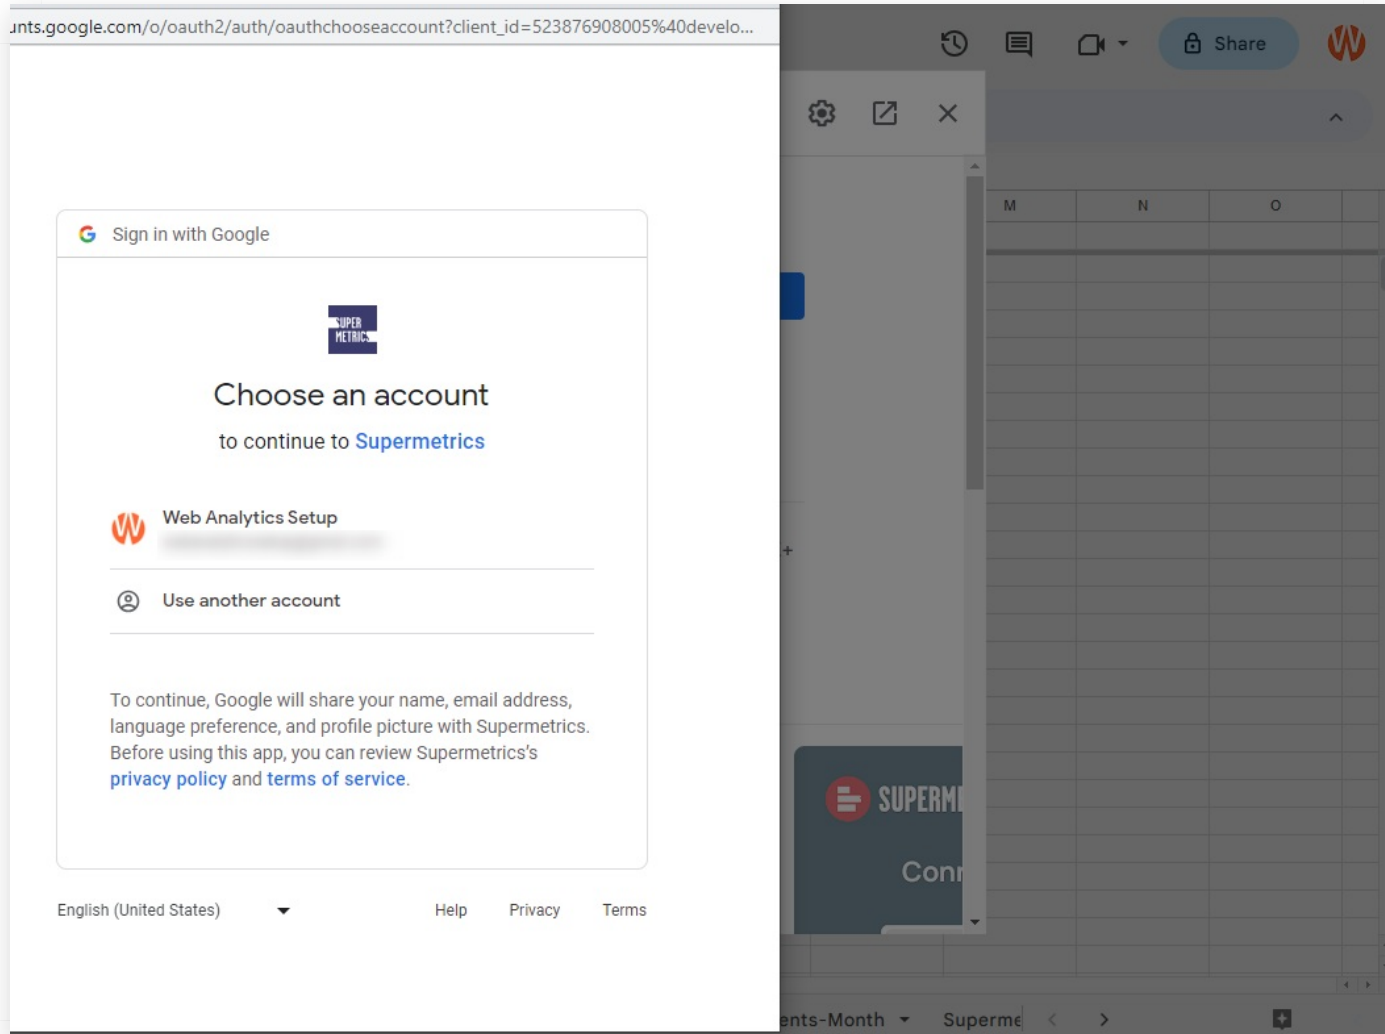 unts.google.com/o/oauth2/auth/oauthchooseaccount?client_id=523876908005%40develo...
Share
Sign in with Google
SUPER
METRICS
Choose an account
to continue to Supermetrics
Web Analytics Setup
Use another account
To continue, Google will share your name, email address,
language preference, and profile picture with Supermetrics.
Before using this app, you can review Supermetrics's
privacy policy and terms of service.
English (United States)
Help Privacy Terms
M N O
+
SUPERM
Conn
ents-Month
Superme